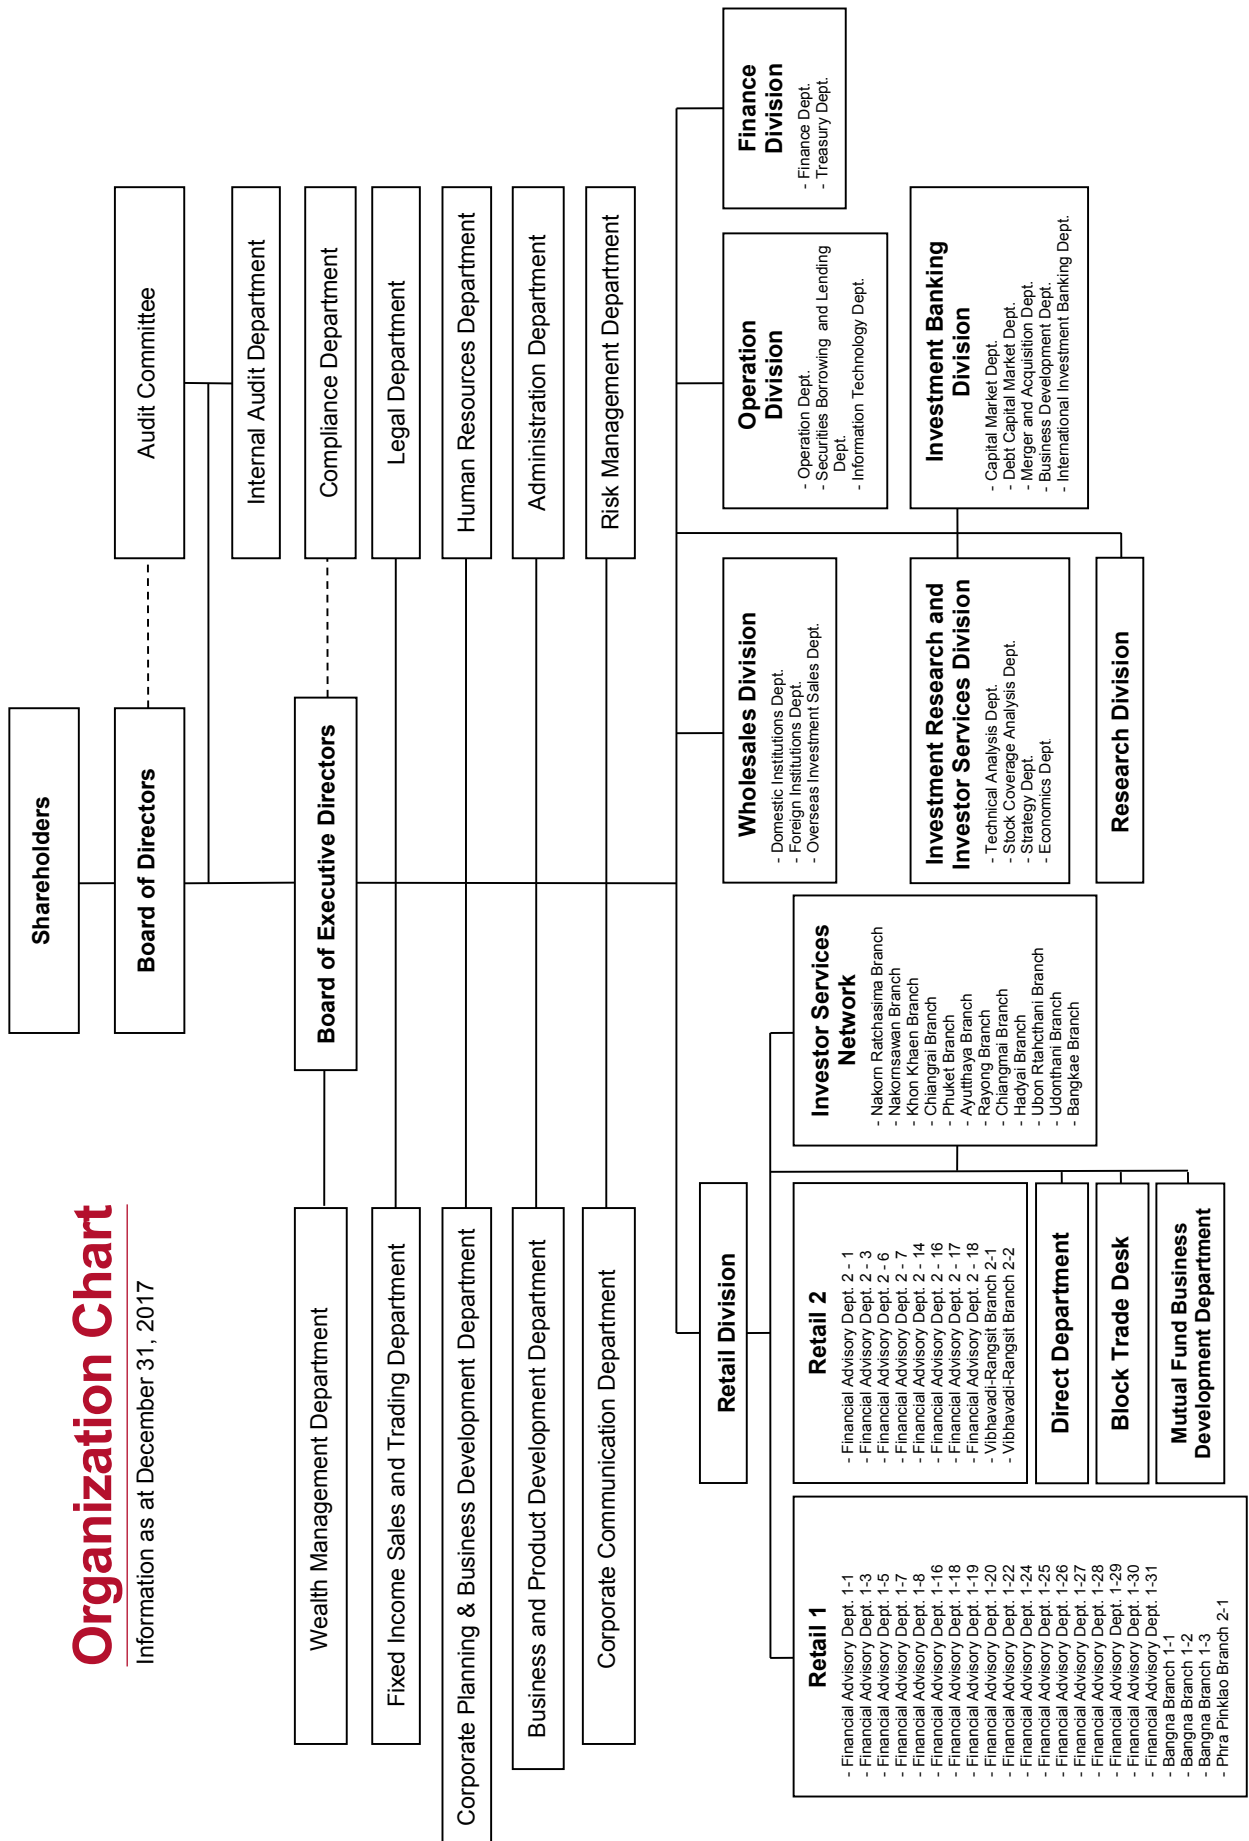 Organization Chart
Information as at December 31, 2017
Shareholders
Board of Directors
Audit Committee
Internal Audit Department
Board of Executive Directors
Compliance Department
Wealth Management Department
Legal Department
Fixed Income Sales and Trading Department
Human Resources Department
Corporate Planning & Business Development Department
Administration Department
Business and Product Development Department
Risk Management Department
Corporate Communication Department
Retail Division
Retail 1
- Financial Advisory Dept. 1-1
- Financial Advisory Dept. 1-3
- Financial Advisory Dept. 1-5
- Financial Advisory Dept. 1-7
- Financial Advisory Dept. 1-8
- Financial Advisory Dept. 1-16
- Financial Advisory Dept. 1-18
- Financial Advisory Dept. 1-19
- Financial Advisory Dept. 1-20
- Financial Advisory Dept. 1-22
- Financial Advisory Dept. 1-24
- Financial Advisory Dept. 1-25
- Financial Advisory Dept. 1-26
- Financial Advisory Dept. 1-27
- Financial Advisory Dept. 1-28
- Financial Advisory Dept. 1-29
- Financial Advisory Dept. 1-30
- Financial Advisory Dept. 1-31
- Bangna Branch 1-1
- Bangna Branch 1-2
- Bangna Branch 1-3
- Phra Pinklao Branch 2-1
Retail 2
- Financial Advisory Dept. 2 - 1
- Financial Advisory Dept. 2 - 3
- Financial Advisory Dept. 2 - 6
- Financial Advisory Dept. 2 - 7
- Financial Advisory Dept. 2 - 14
- Financial Advisory Dept. 2 - 16
- Financial Advisory Dept. 2 - 17
- Financial Advisory Dept. 2 - 18
- Vibhavadi-Rangsit Branch 2-1
- Vibhavadi-Rangsit Branch 2-2
Direct Department
Block Trade Desk
Mutual Fund Business
Development Department
Investor Services
Network
- Nakorn Ratchasima Branch
- Nakornsawan Branch
- Khon Khaen Branch
- Chiangrai Branch
- Phuket Branch
- Ayutthaya Branch
- Rayong Branch
- Chiangmai Branch
- Hadyai Branch
- Ubon Rtahcthani Branch
- Udonthani Branch
- Bangkae Branch
Wholesales Division
- Domestic Institutions Dept.
- Foreign Institutions Dept.
- Overseas Investment Sales Dept.
Operation
Division
- Operation Dept.
- Securities Borrowing and Lending
Dept.
- Information Technology Dept.
Finance
Division
- Finance Dept.
- Treasury Dept.
Investment Research and
Investor Services Division
- Technical Analysis Dept.
- Stock Coverage Analysis Dept.
- Strategy Dept.
- Economics Dept.
Investment Banking
Division
- Capital Market Dept.
- Debt Capital Market Dept.
- Merger and Acquisition Dept.
- Business Development Dept.
- International Investment Banking Dept.
Research Division